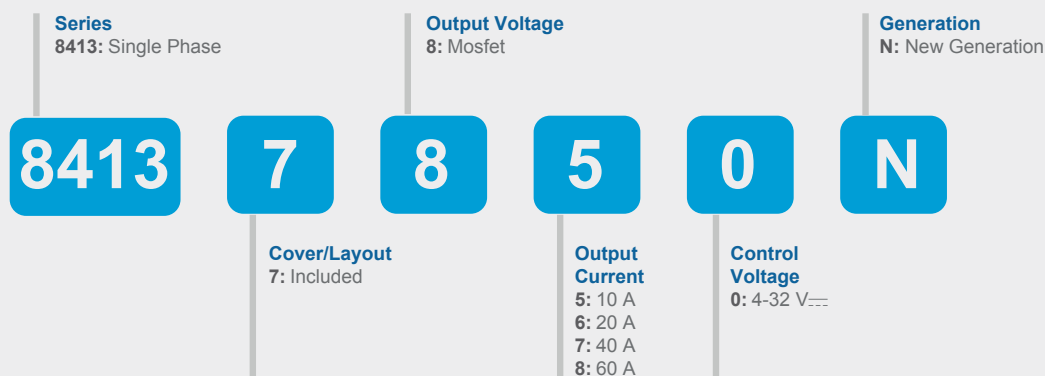 Series
8413: Single Phase
Output Voltage
8: Mosfet
Generation
N: New Generation
8413 7 8 5 0 N
Cover/Layout
7: Included
Output
Current
5: 10 A
6: 20 A
7: 40 A
8: 60 A
Control
Voltage
0: 4-32 V⎓